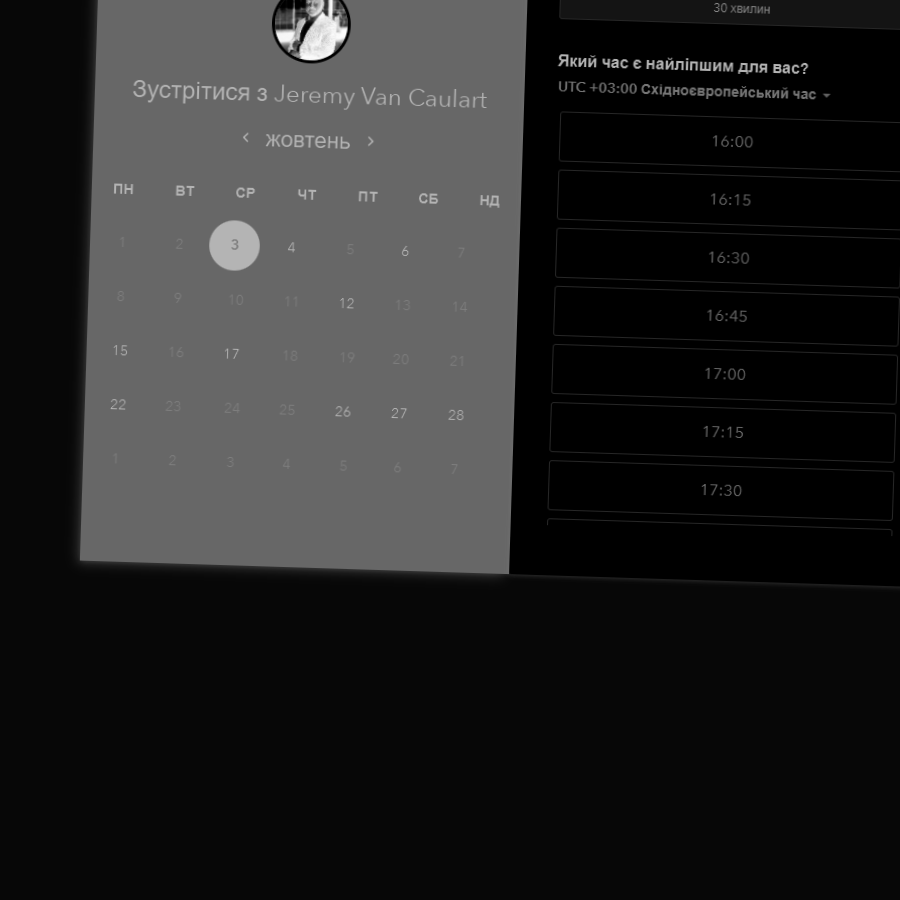 Зустрітися з Jeremy Van Caulart
жовтень
ПН ВТ СР ЧТ ПТ СБ НД
1 2 3 4 5 6 7
8 9 10 11 12 13 14
15 16 17 18 19 20 21
22 23 24 25 26 27 28
1 2 3 4 5 6 7
30 хвилин
Який час є найліпшим для вас?
UTC +03:00 Східноєвропейський час
16:00
16:15
16:30
16:45
17:00
17:15
17:30